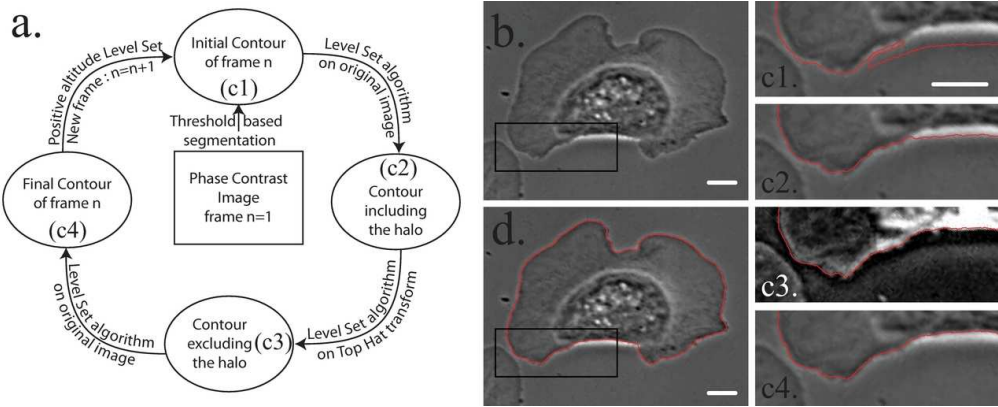 a.
Initial Contour
of frame n
(c1)
Positive altitude Level Set
New frame : n=n+1
Level Set algorithm
on original image
Threshold based
segmentation
Phase Contrast
Image
frame n=1
(c2)
Contour
including
the halo
Final Contour
of frame n
(c4)
Level Set algorithm
on original image
Contour
excluding
the halo
(c3)
Level Set algorithm
on Top Hat transform
b.
d.
c1.
c2.
c3.
c4.